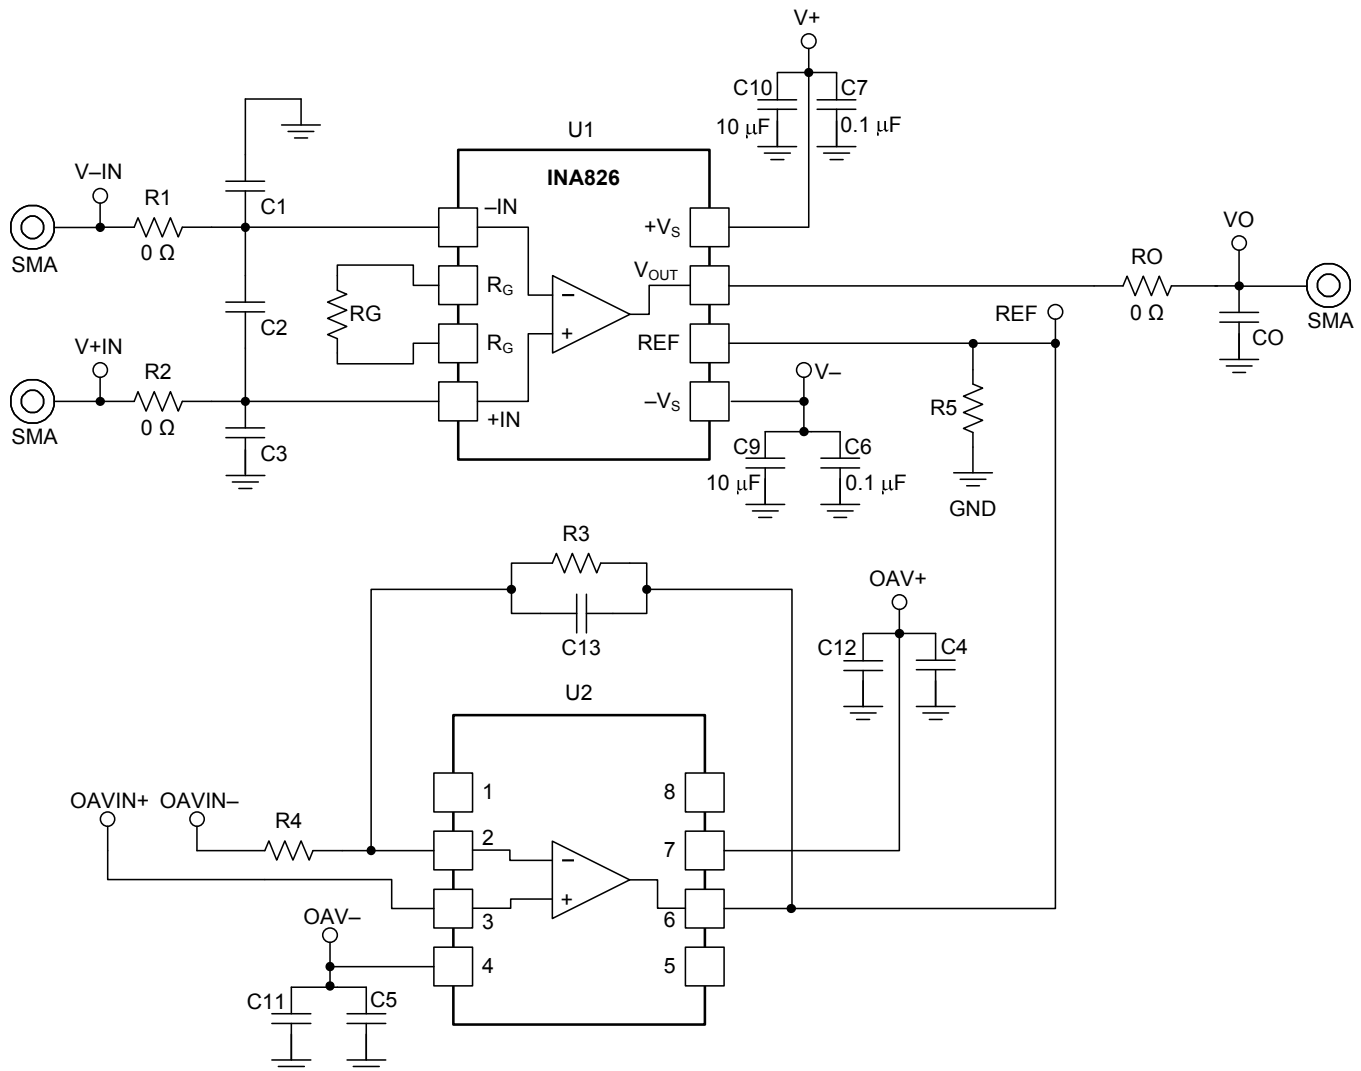 V+
C10
C7
10 µF
0.1 µF
U1
INA826
V–IN
R1
C1
–IN
+VS
SMA
0 Ω
VOUT
VO
RO
RG
RG
C2
RG
REF
REF
0 Ω
SMA
CO
V+IN
R2
V–
–VS
R5
SMA
0 Ω
+IN
C3
C9
C6
10 µF
0.1 µF
GND
R3
OAV+
C13
C12
C4
U2
OAVIN+
OAVIN–
R4
1
8
2
7
3
6
OAV–
4
5
C11
C5
–
+
–
+